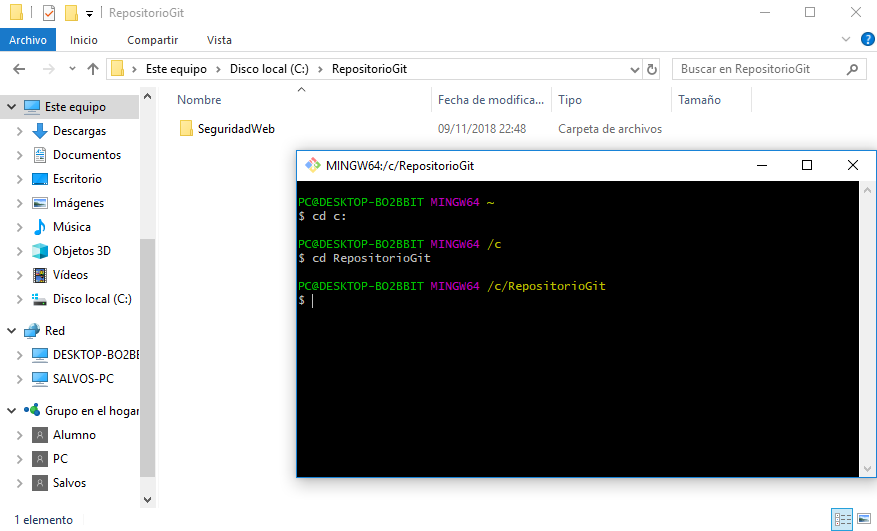 RepositorioGit
Archivo Inicio Compartir Vista
Este equipo Disco local (C:) RepositorioGit
Buscar en RepositorioGit
Nombre Fecha de modifica... Tipo Tamaño
SeguridadWeb 09/11/2018 22:48 Carpeta de archivos
Este equipo
Descargas
Documentos
Escritorio
Imágenes
Música
Objetos 3D
Vídeos
Disco local (C:)
Red
DESKTOP-BO2BB
SALVOS-PC
Grupo en el hogar
Alumno
PC
Salvos
1 elemento
MINGW64:/c/RepositorioGit
PC@DESKTOP-BO2BBIT MINGW64 ~
$ cd c:
PC@DESKTOP-BO2BBIT MINGW64 /c
$ cd RepositorioGit
PC@DESKTOP-BO2BBIT MINGW64 /c/RepositorioGit
$